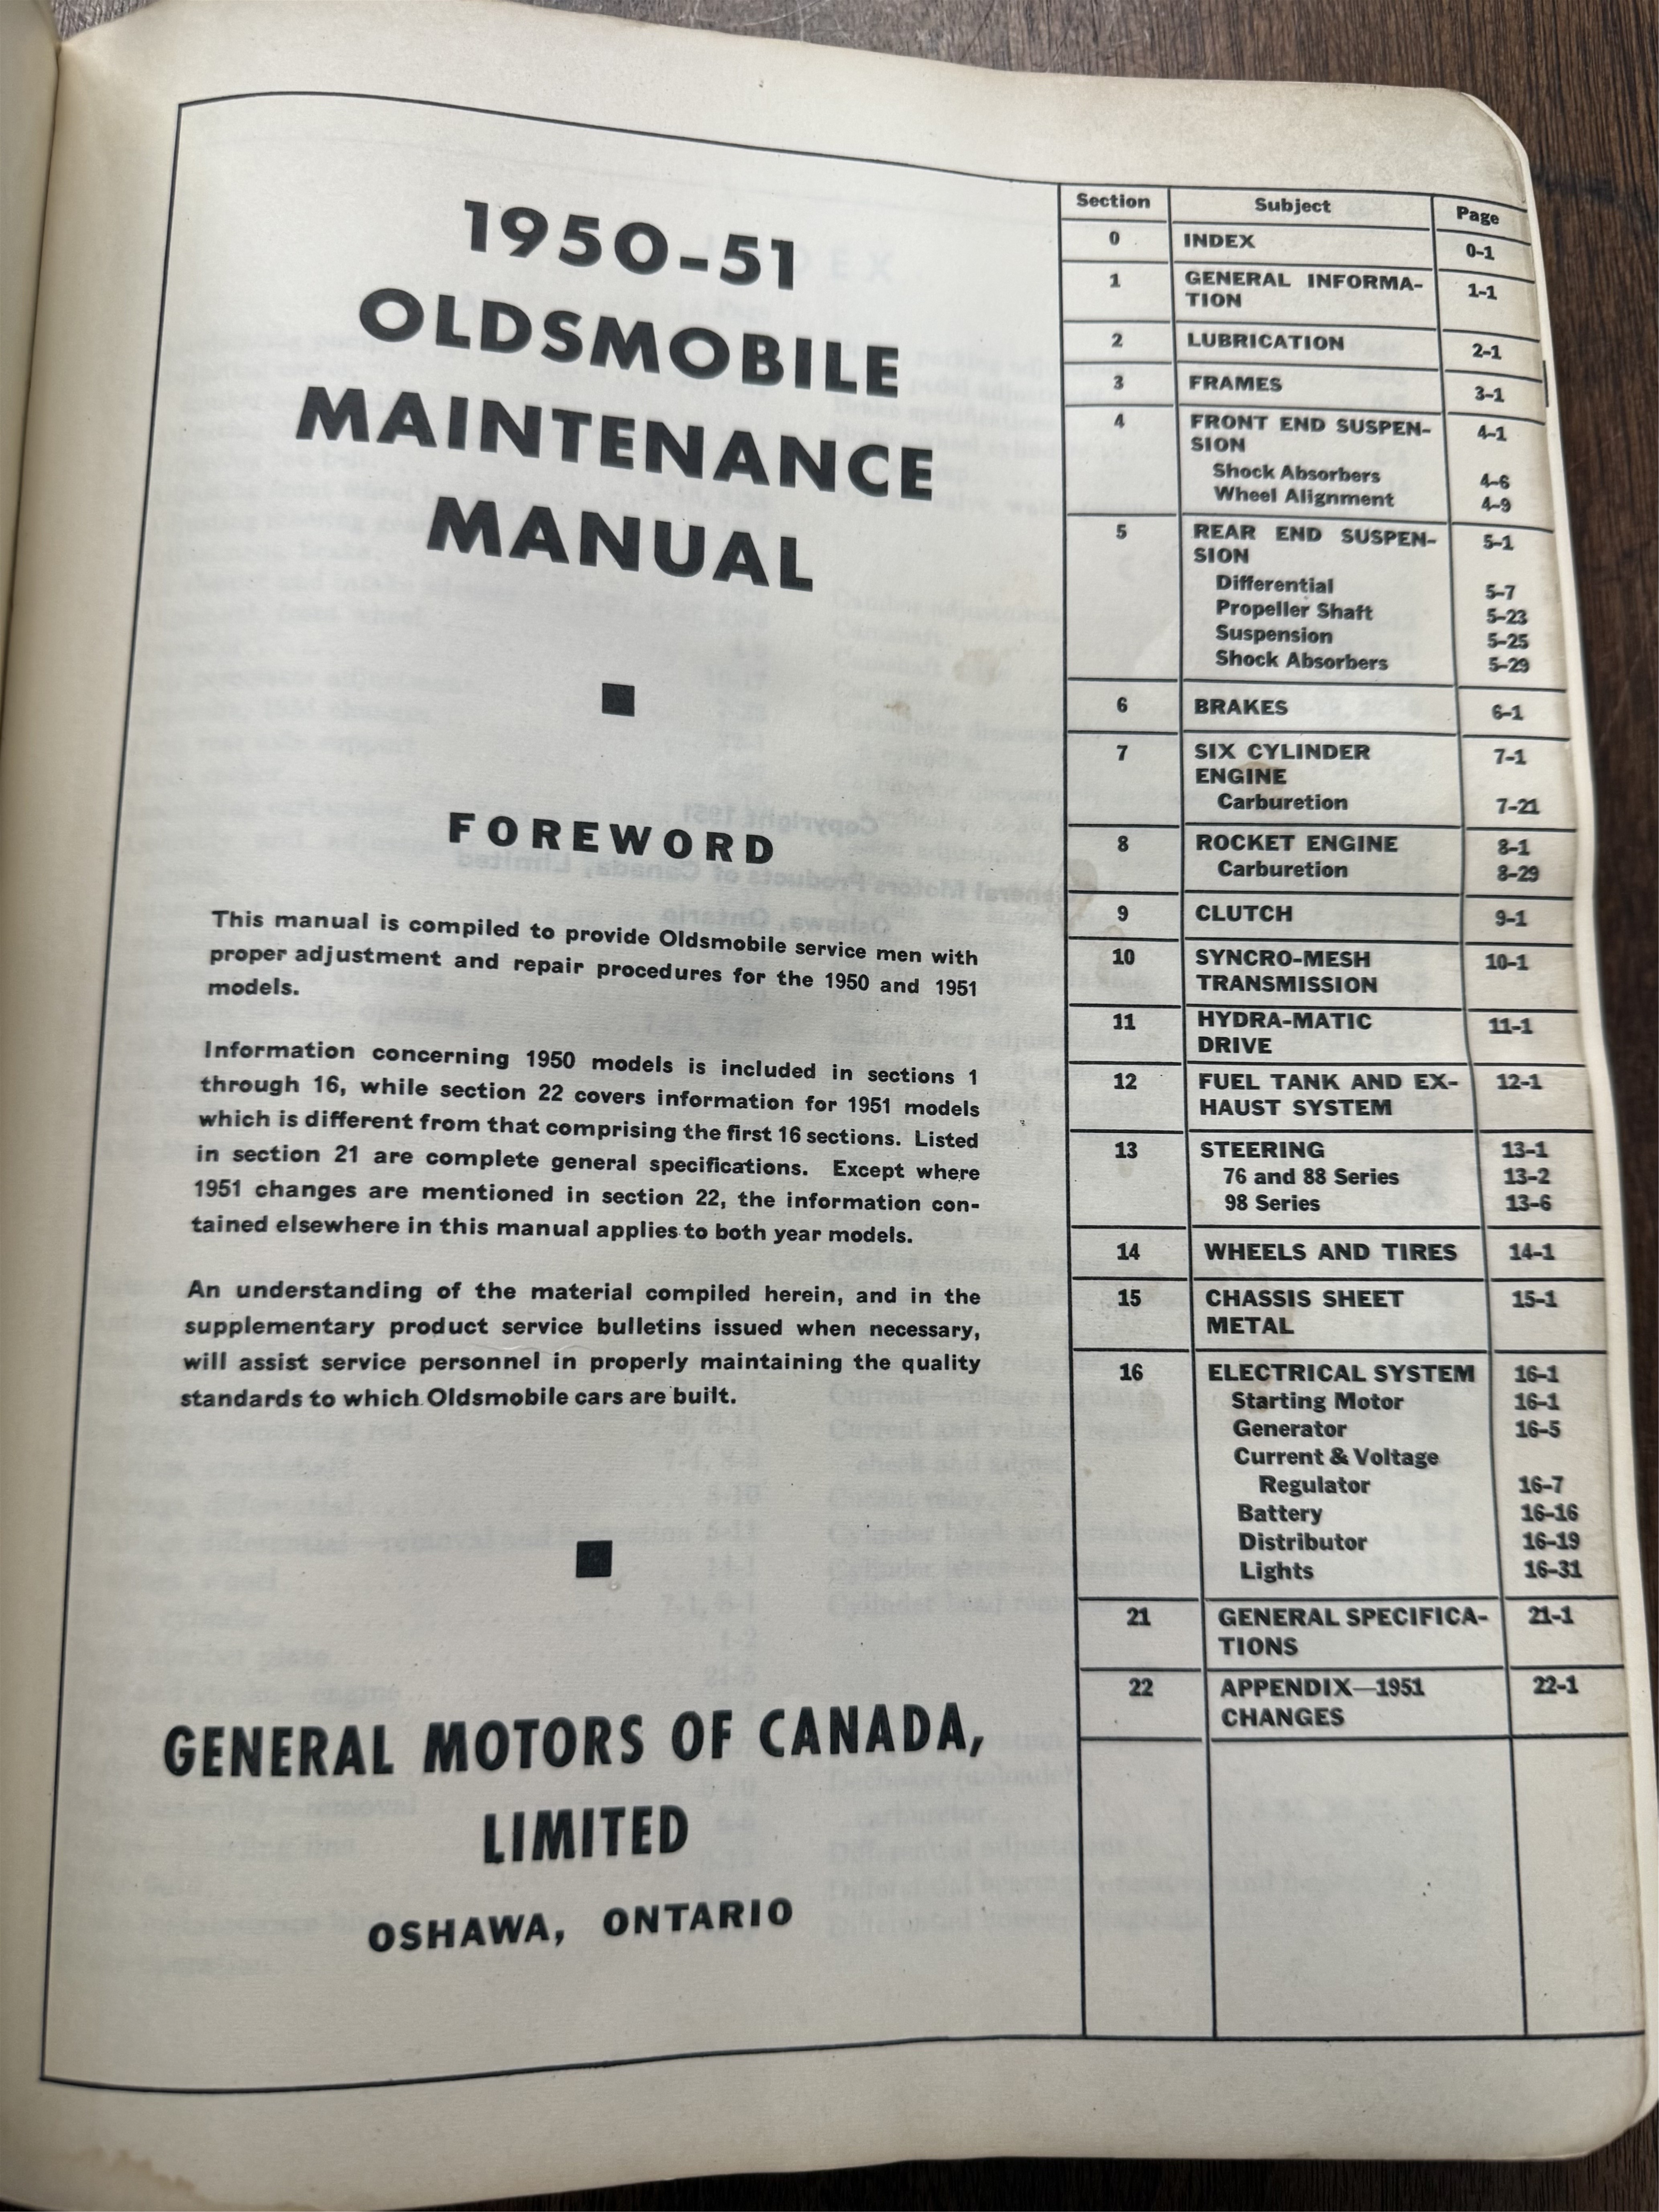 1950-51
OLDSMOBILE
MAINTENANCE
MANUAL
FOREWORD
This manual is compiled to provide Oldsmobile service men with
proper adjustment and repair procedures for the 1950 and 1951
models.
Information concerning 1950 models is included in sections 1
through 16, while section 22 covers information for 1951 models
which is different from that comprising the first 16 sections. Listed
in section 21 are complete general specifications. Except where
1951 changes are mentioned in section 22, the information con-
tained elsewhere in this manual applies to both year models.
An understanding of the material compiled herein, and in the
supplementary product service bulletins issued when necessary,
will assist service personnel in properly maintaining the quality
standards to which Oldsmobile cars are built.
GENERAL MOTORS OF CANADA,
LIMITED
OSHAWA, ONTARIO
Section Subject Page
0 INDEX 0-1
1 GENERAL INFORMA- 1-1
TION
2 LUBRICATION 2-1
3 FRAMES 3-1
4 FRONT END SUSPEN- 4-1
SION
Shock Absorbers 4-6
Wheel Alignment 4-9
5 REAR END SUSPEN- 5-1
SION
Differential 5-7
Propeller Shaft 5-23
Suspension 5-25
Shock Absorbers 5-29
6 BRAKES 6-1
7 SIX CYLINDER 7-1
ENGINE
Carburetion 7-21
8 ROCKET ENGINE 8-1
Carburetion 8-29
9 CLUTCH 9-1
10 SYNCRO-MESH 10-1
TRANSMISSION
11 HYDRA-MATIC 11-1
DRIVE
12 FUEL TANK AND EX- 12-1
HAUST SYSTEM
13 STEERING 13-1
76 and 88 Series 13-2
98 Series 13-6
14 WHEELS AND TIRES 14-1
15 CHASSIS SHEET 15-1
METAL
16 ELECTRICAL SYSTEM 16-1
Starting Motor 16-1
Generator 16-5
Current & Voltage
Regulator 16-7
Battery 16-16
Distributor 16-19
Lights 16-31
21 GENERAL SPECIFICA- 21-1
TIONS
22 APPENDIX—1951 22-1
CHANGES